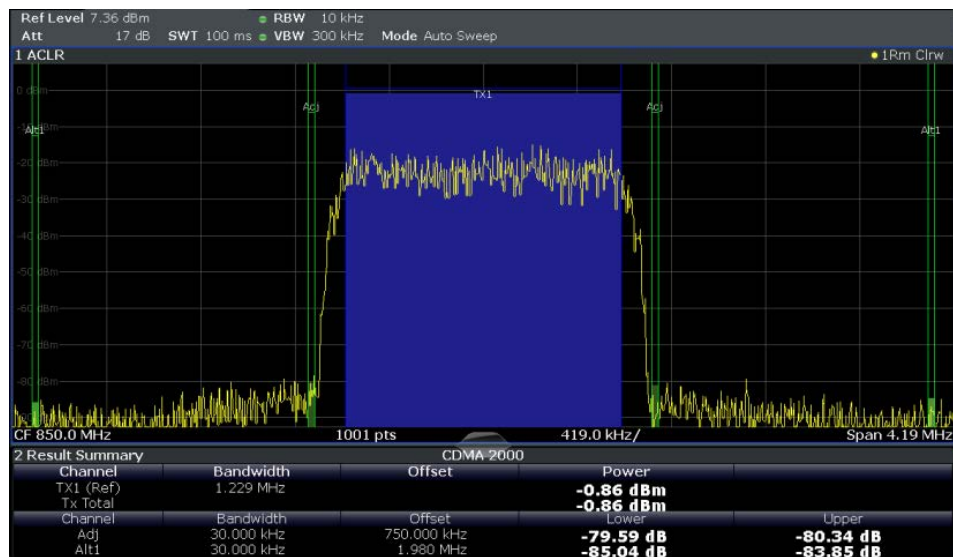 Ref Level 7.36 dBm RBW 10 kHz
Att 17 dB SWT 100 ms VBW 300 kHz Mode Auto Sweep
1 ACLR 1Rm Clrw
0 dBm
TX1
Adj Adj
Alt1 Alt1
-20 dBm
-30 dBm
-40 dBm
-50 dBm
-60 dBm
-70 dBm
-80 dBm
CF 850.0 MHz 1001 pts 419.0 kHz/ Span 4.19 MHz
2 Result Summary CDMA 2000
Channel Bandwidth Offset Power
TX1 (Ref) 1.229 MHz -0.86 dBm
Tx Total -0.86 dBm
Channel Bandwidth Offset Lower Upper
Adj 30.000 kHz 750.000 kHz -79.59 dB -80.34 dB
Alt1 30.000 kHz 1.980 MHz -85.04 dB -83.85 dB